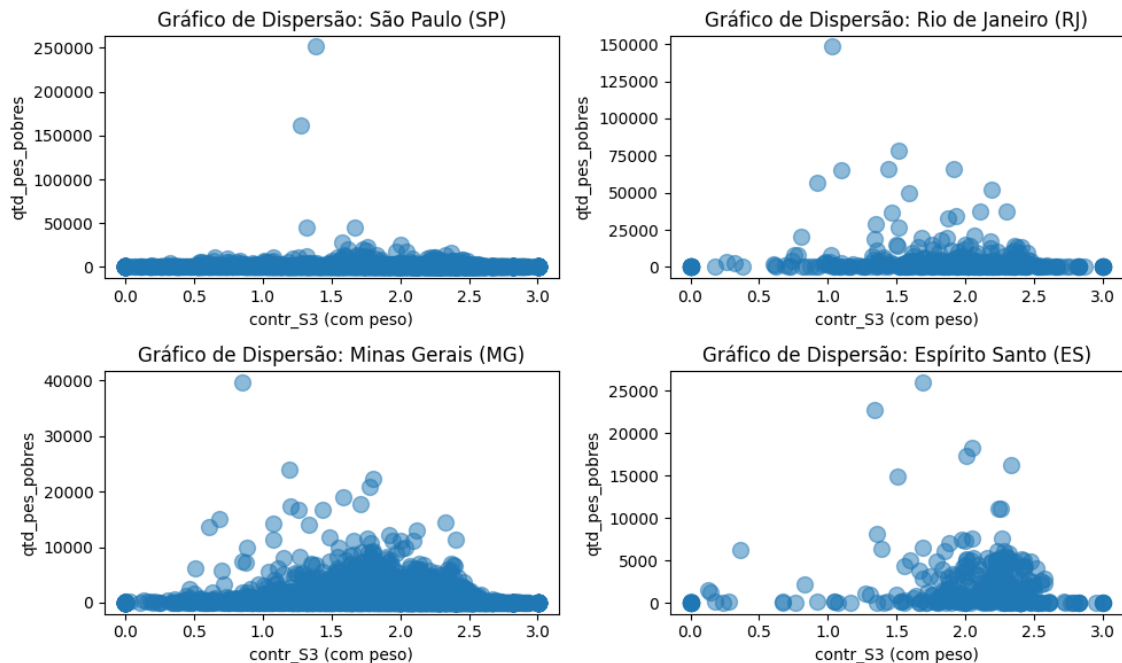 Gráfico de Dispersão: São Paulo (SP)
250000
200000
150000
100000
50000
0
qtd_pes_pobres
0.0 0.5 1.0 1.5 2.0 2.5 3.0
contr_S3 (com peso)
Gráfico de Dispersão: Rio de Janeiro (RJ)
150000
125000
100000
75000
50000
25000
0
qtd_pes_pobres
0.0 0.5 1.0 1.5 2.0 2.5 3.0
contr_S3 (com peso)
Gráfico de Dispersão: Minas Gerais (MG)
40000
30000
20000
10000
0
qtd_pes_pobres
0.0 0.5 1.0 1.5 2.0 2.5 3.0
contr_S3 (com peso)
Gráfico de Dispersão: Espírito Santo (ES)
25000
20000
15000
10000
5000
0
qtd_pes_pobres
0.0 0.5 1.0 1.5 2.0 2.5 3.0
contr_S3 (com peso)